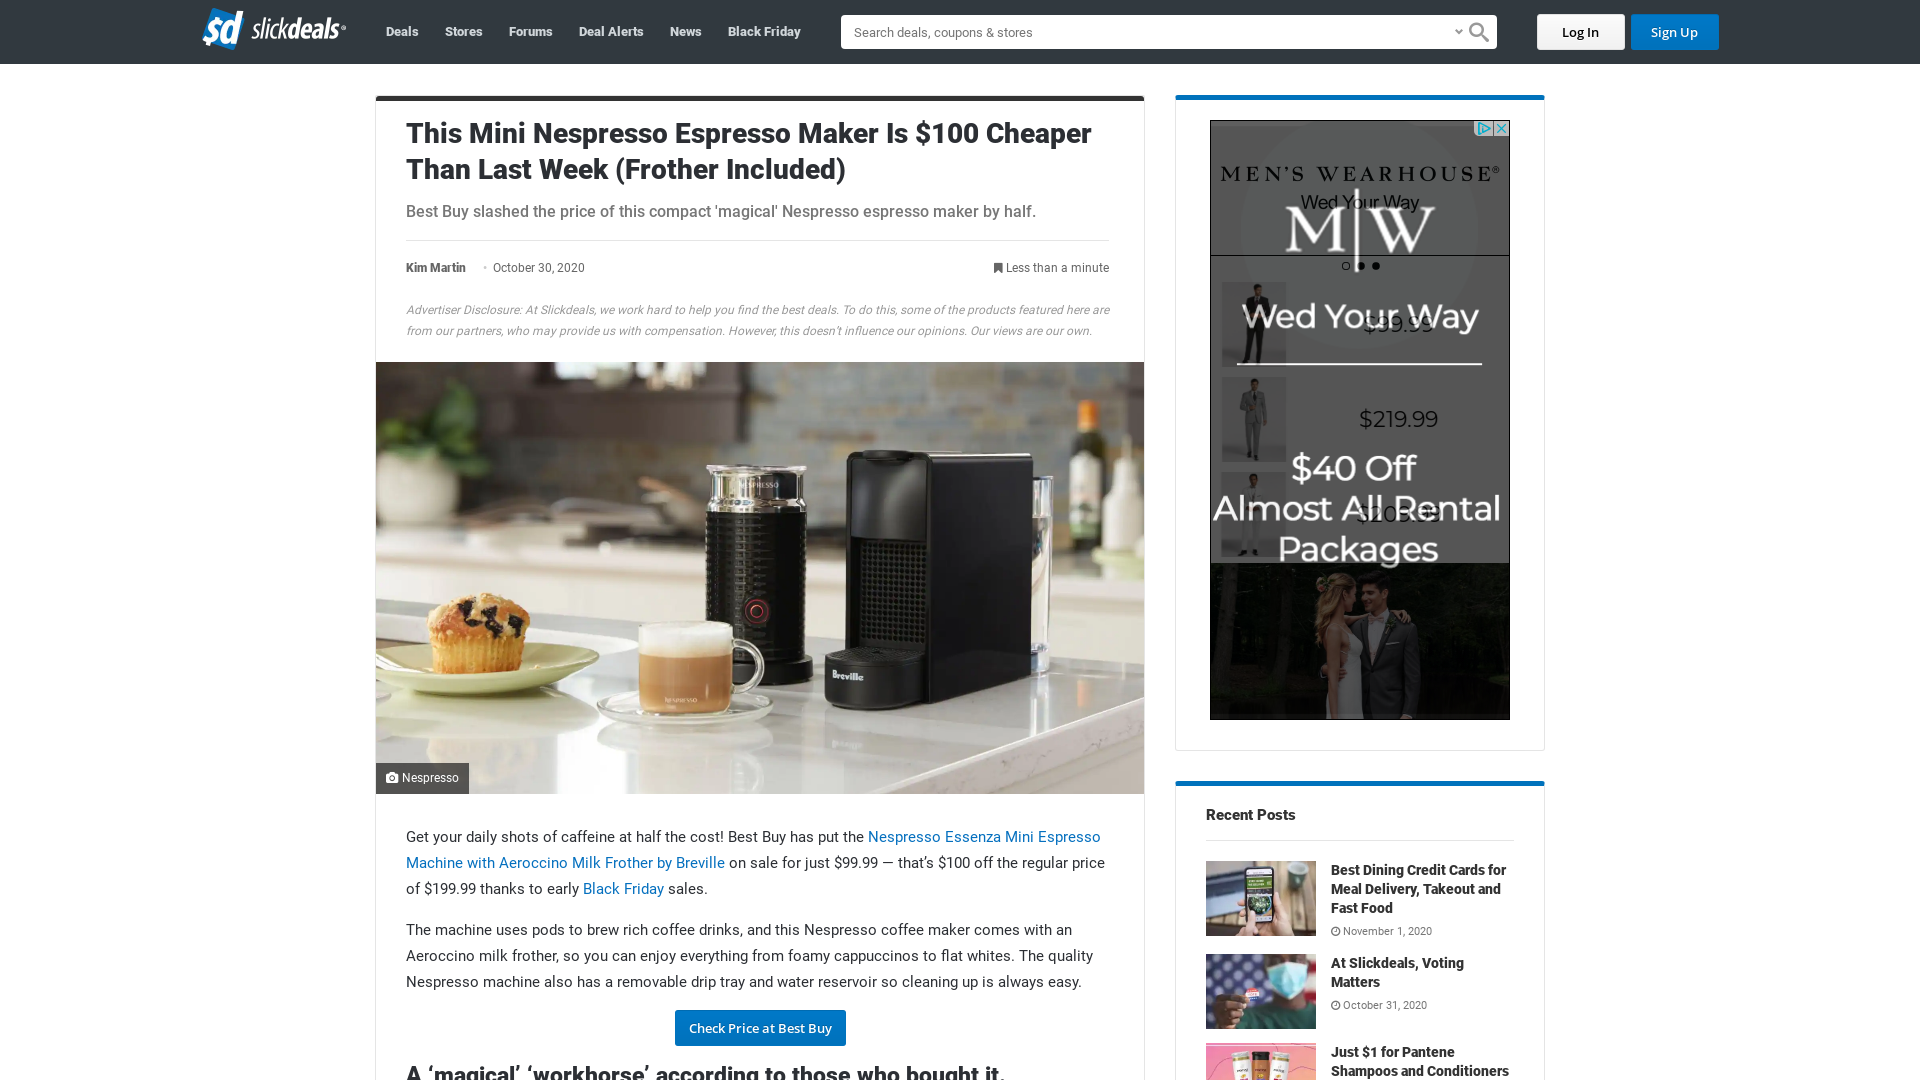 $d slickdeals®
Deals
Stores
Forums
Deal Alerts
News
Black Friday
Search deals, coupons & stores
Log In
Sign Up
This Mini Nespresso Espresso Maker Is $100 Cheaper
Than Last Week (Frother Included)
Best Buy slashed the price of this compact 'magical' Nespresso espresso maker by half.
Kim Martin • October 30, 2020
Less than a minute
Advertiser Disclosure: At Slickdeals, we work hard to help you find the best deals. To do this, some of the products featured here are
from our partners, who may provide us with compensation. However, this doesn't influence our opinions. Our views are our own.
NESPRESSO
Breville
NESPRESSO
Nespresso
Get your daily shots of caffeine at half the cost! Best Buy has put the Nespresso Essenza Mini Espresso
Machine with Aeroccino Milk Frother by Breville on sale for just $99.99 — that’s $100 off the regular price
of $199.99 thanks to early Black Friday sales.
The machine uses pods to brew rich coffee drinks, and this Nespresso coffee maker comes with an
Aeroccino milk frother, so you can enjoy everything from foamy cappuccinos to flat whites. The quality
Nespresso machine also has a removable drip tray and water reservoir so cleaning up is always easy.
Check Price at Best Buy
A ‘magical’ ‘workhorse’ according to those who bought it.
MEN'S WEARHOUSE®
Wed Your Way
M|W
Wed Your Way
$99.99
$219.99
$40 Off
Almost All Rental
Packages
Recent Posts
Best Dining Credit Cards for
Meal Delivery, Takeout and
Fast Food
November 1, 2020
At Slickdeals, Voting
Matters
October 31, 2020
Just $1 for Pantene
Shampoos and Conditioners